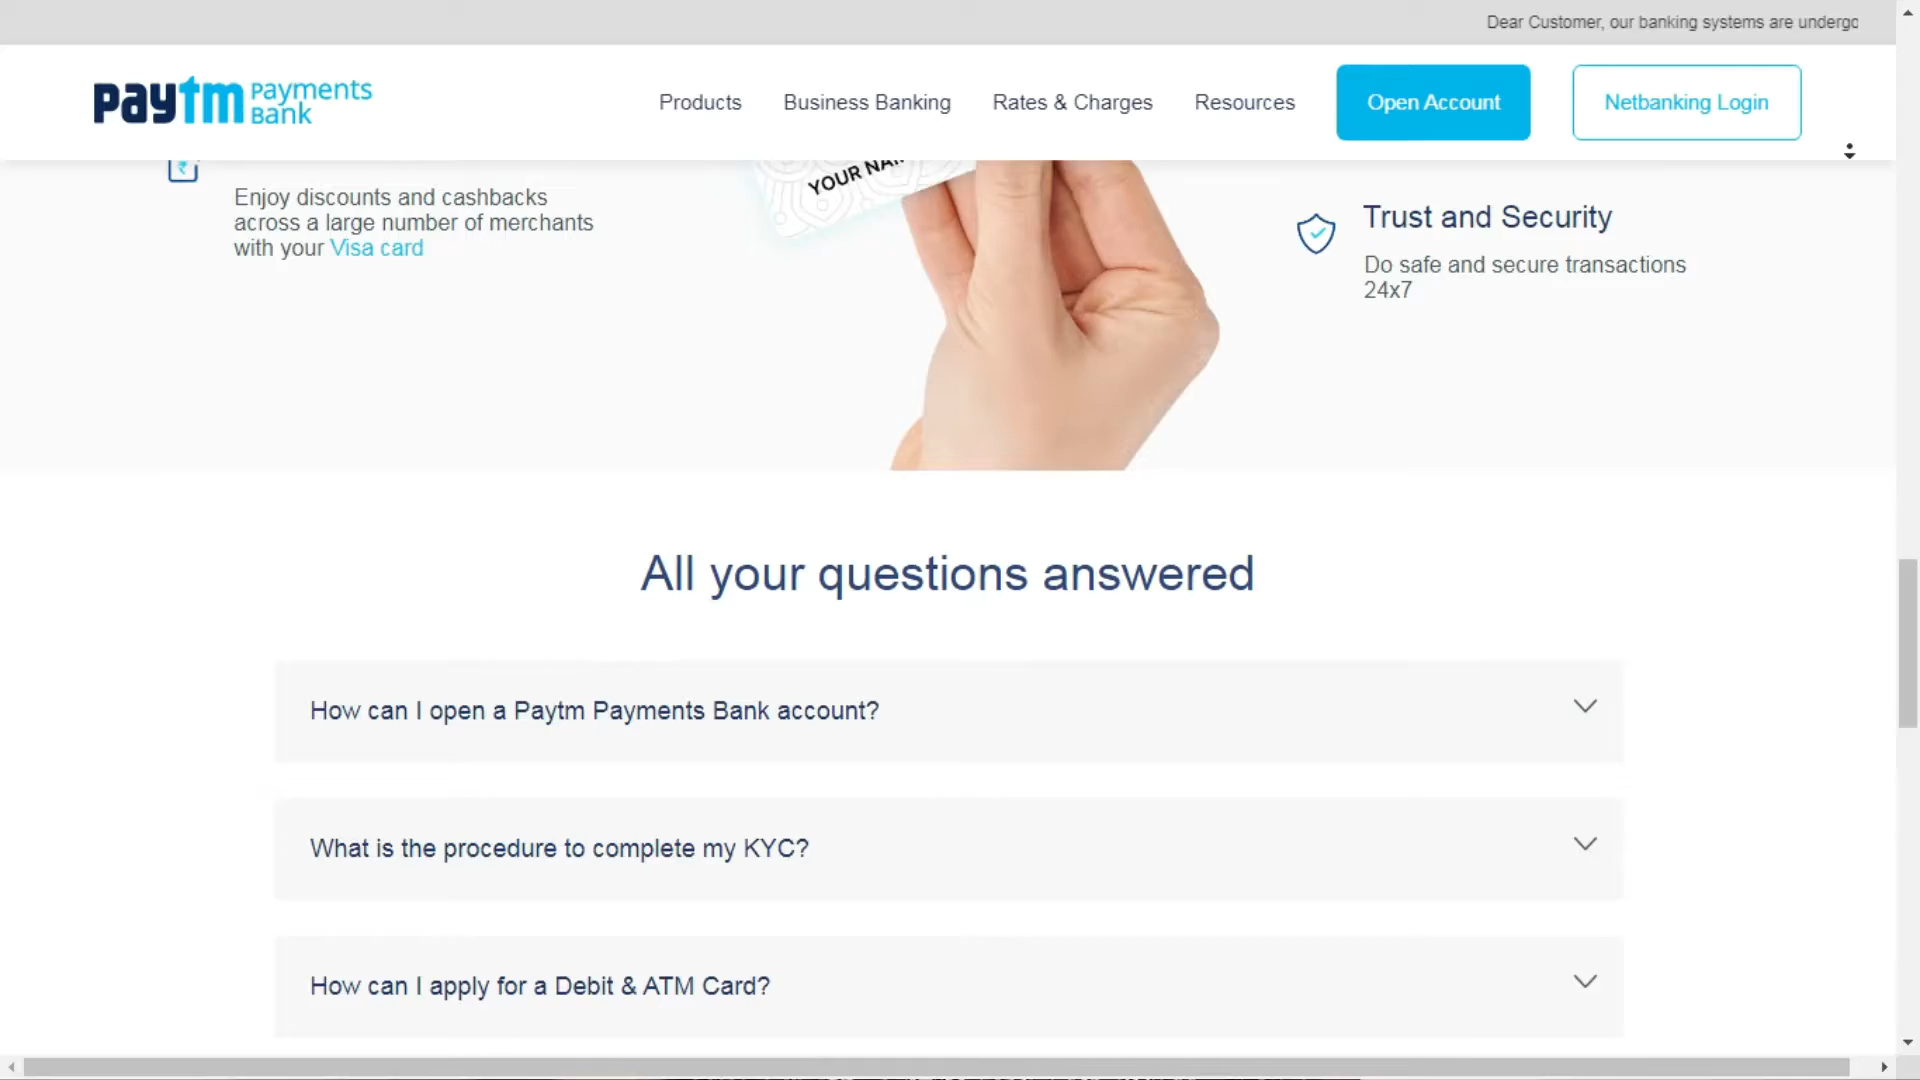 Dear Customer, our banking systems are undergo
paytm Payments
Bank
Products
Business Banking
Rates & Charges
Resources
Open Account
Netbanking Login
YOUR
Enjoy discounts and cashbacks
across a large number of merchants
with your Visa card
Trust and Security
Do safe and secure transactions
24x7
All your questions answered
How can I open a Paytm Payments Bank account?
What is the procedure to complete my KYC?
How can I apply for a Debit & ATM Card?